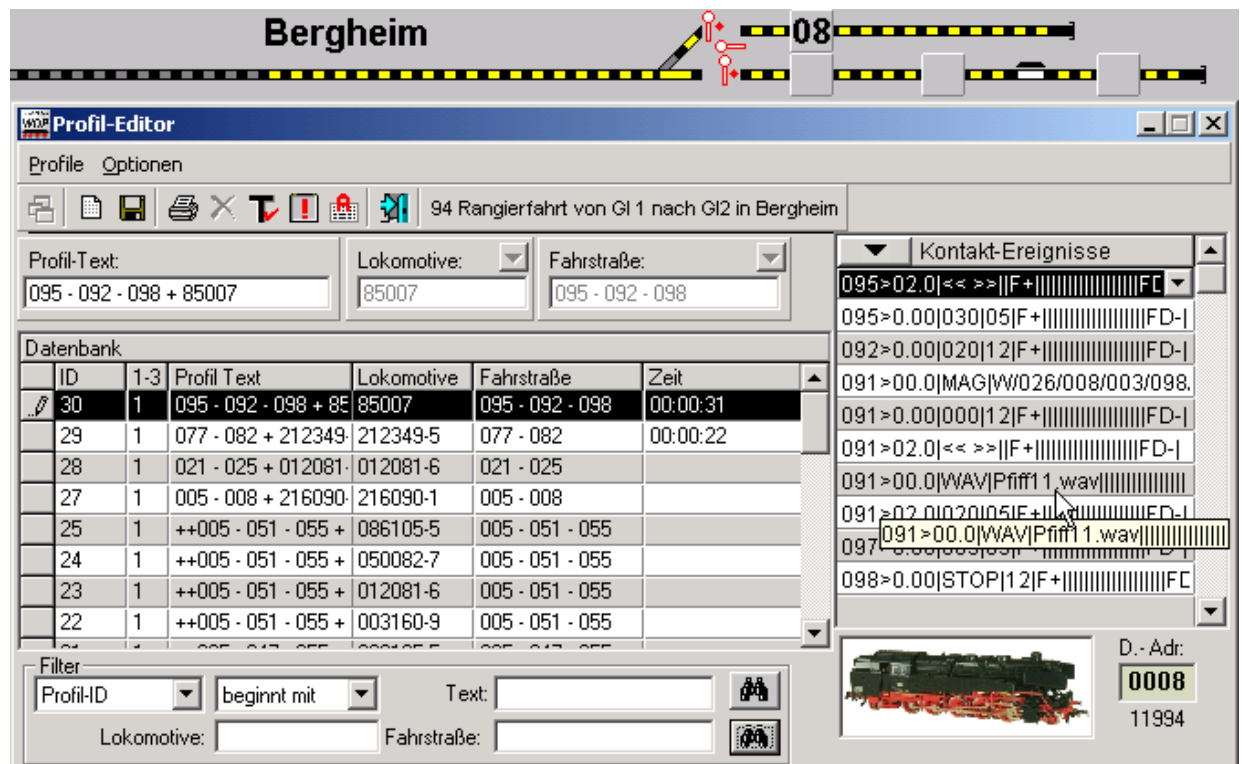 Bergheim
08
WDP Profil-Editor
Profile Optionen
94 Rangierfahrt von Gl 1 nach Gl2 in Bergheim
Profil-Text: Lokomotive: Fahrstraße:
095 - 092 - 098 + 85007 85007 095 - 092 - 098
Datenbank
ID 1-3 Profil Text Lokomotive Fahrstraße Zeit
30 1 095 - 092 - 098 + 85 85007 095 - 092 - 098 00:00:31
29 1 077 - 082 + 212349- 212349-5 077 - 082 00:00:22
28 1 021 - 025 + 012081- 012081-6 021 - 025
27 1 005 - 008 + 216090- 216090-1 005 - 008
25 1 ++005 - 051 - 055 + 086105-5 005 - 051 - 055
24 1 ++005 - 051 - 055 + 050082-7 005 - 051 - 055
23 1 ++005 - 051 - 055 + 012081-6 005 - 051 - 055
22 1 ++005 - 051 - 055 + 003160-9 005 - 051 - 055
Filter
Profil-ID beginnt mit Text:
Lokomotive: Fahrstraße:
Kontakt-Ereignisse
095>02.0|<< >>||F+||||||||||||||||||FD
095>0.00|030|05|F+||||||||||||||||||FD-|
092>0.00|020|12|F+||||||||||||||||||FD-|
091>00.0|MAG|W/026/008/003/098.
091>0.00|000|12|F+||||||||||||||||||FD-|
091>02.0|<< >>||F+||||||||||||||||||FD-|
091>00.0|WAV|Pfiff11.wav|||||||||||||||
091>02.0|020|05|F+||||||||||||||||||FD-|
091>00.0|WAV|Pfiff11.wav|||||||||||||||
097
098>0.00|STOP|12|F+||||||||||||||||||FD
D.- Adr:
0008
11994